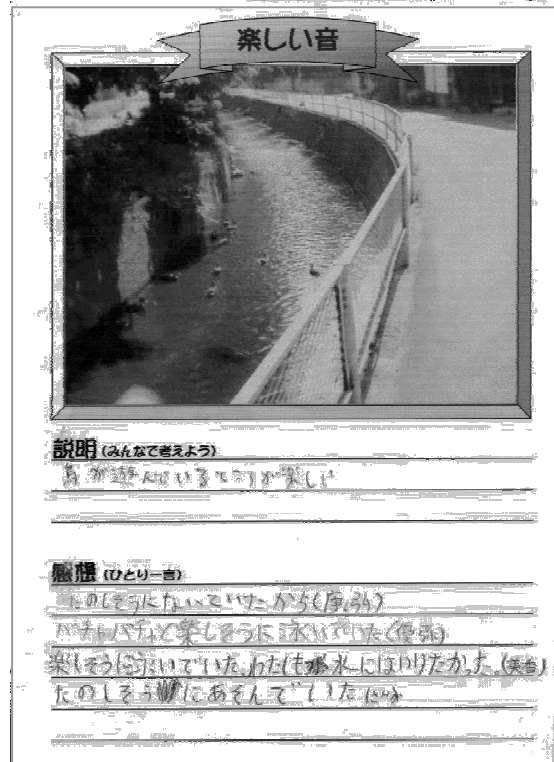 楽しい音
説明(みんなで考えよう)
鳥が遊んでいるところが楽しい
感想(ひとり一言)
たのしそうにないていたから
バチャバチャと楽しそうに泳いでいた
楽しそうに泳いでいた。わたしも水にはいりたかった。
たのしそうにあそんでいた